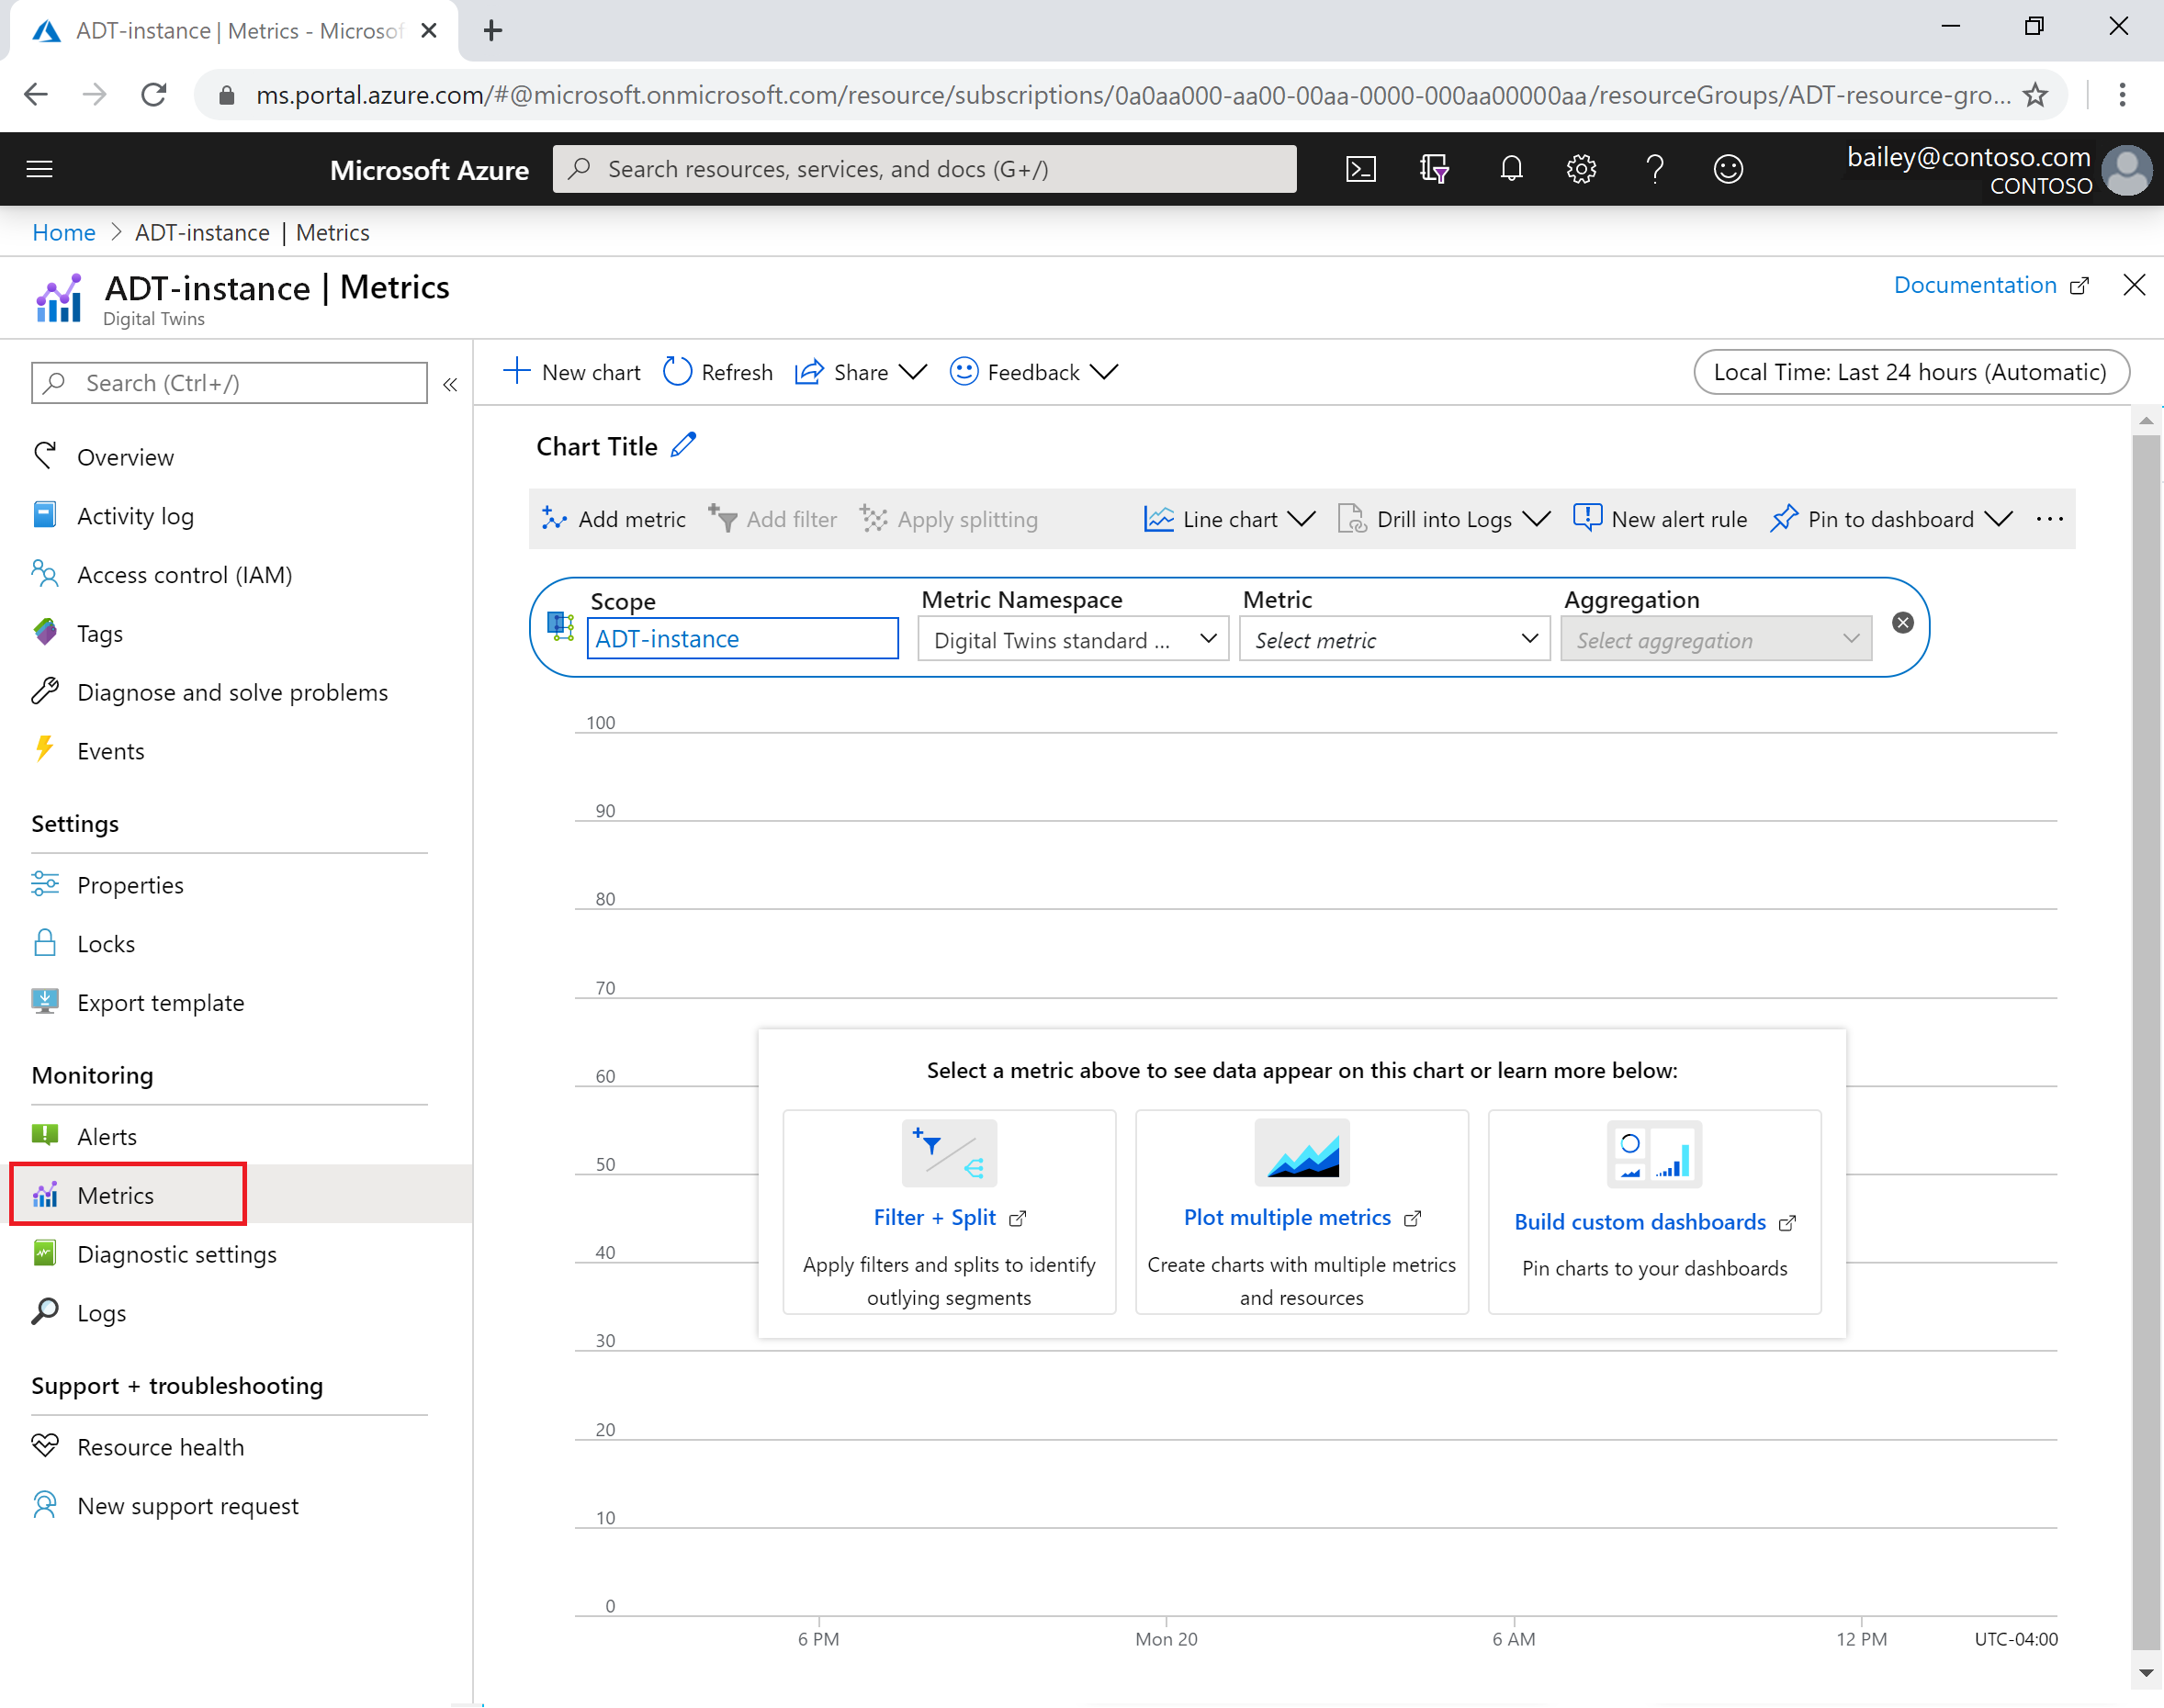 ADT-instance | Metrics - Microsof
ms.portal.azure.com/#@microsoft.onmicrosoft.com/resource/subscriptions/0a0aa000-aa00-00aa-0000-000aa00000aa/resourceGroups/ADT-resource-gro...
Microsoft Azure
Search resources, services, and docs (G+/)
bailey@contoso.com
CONTOSO
Home > ADT-instance | Metrics
ADT-instance | Metrics
Digital Twins
Documentation
Search (Ctrl+/)
«
Overview
Activity log
Access control (IAM)
Tags
Diagnose and solve problems
Events
Settings
Properties
Locks
Export template
Monitoring
Alerts
Metrics
Diagnostic settings
Logs
Support + troubleshooting
Resource health
New support request
New chart Refresh Share Feedback
Local Time: Last 24 hours (Automatic)
Chart Title
Add metric Add filter Apply splitting Line chart Drill into Logs New alert rule Pin to dashboard ...
Scope Metric Namespace Metric Aggregation
ADT-instance Digital Twins standard ... Select metric Select aggregation
100
90
80
70
60
50
40
30
20
10
0
Select a metric above to see data appear on this chart or learn more below:
Filter + Split
Apply filters and splits to identify
outlying segments
Plot multiple metrics
Create charts with multiple metrics
and resources
Build custom dashboards
Pin charts to your dashboards
6 PM Mon 20 6 AM 12 PM UTC-04:00